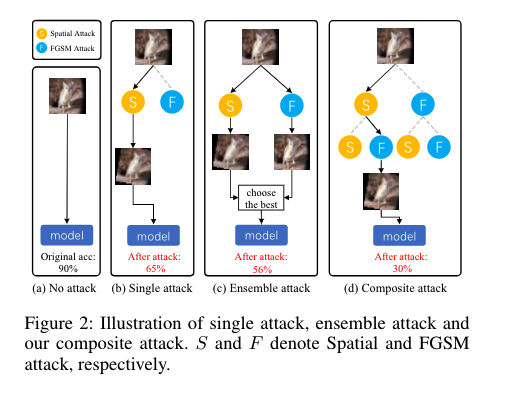 S Spatial Attack
F FGSM Attack
model
Original acc:
90%
(a) No attack
S F
model
After attack:
65%
(b) Single attack
S F
choose
the best
model
After attack:
56%
(c) Ensemble attack
S F
S F S F
model
After attack:
30%
(d) Composite attack
Figure 2: Illustration of single attack, ensemble attack and
our composite attack. S and F denote Spatial and FGSM
attack, respectively.